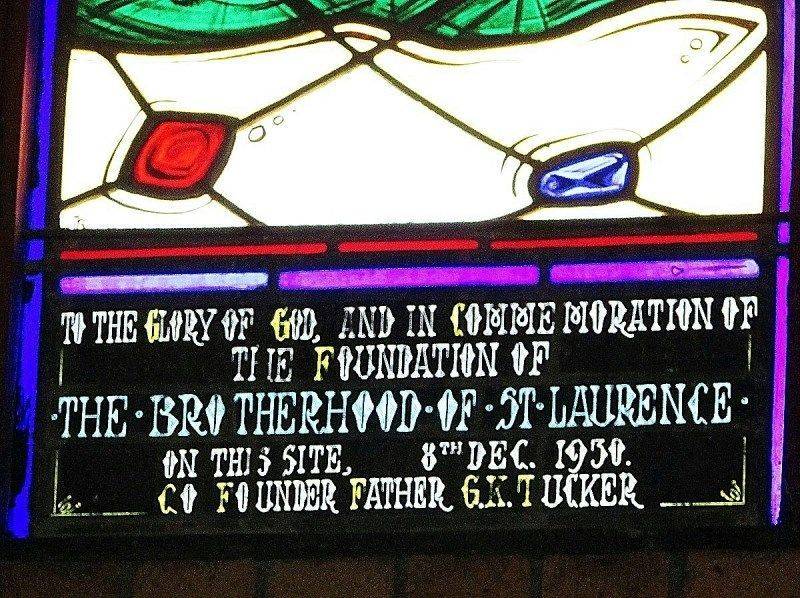 TO THE GLORY OF GOD, AND IN COMMEMORATION OF
THE FOUNDATION OF
·THE·BROTHERHOOD·OF·ST·LAURENCE·
ON THIS SITE, 8TH DEC. 1930.
CO FOUNDER FATHER G.K. TUCKER